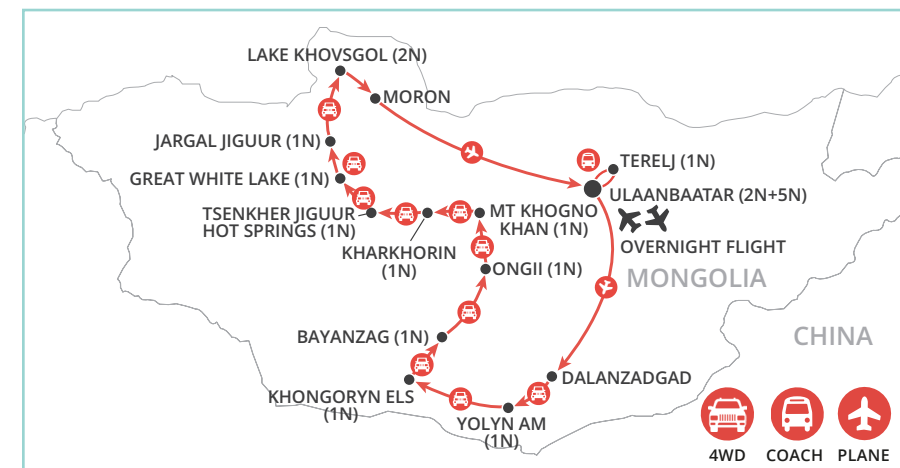 LAKE KHOVSGOL (2N)
MORON
JARGAL JIGUUR (1N)
TERELJ (1N)
GREAT WHITE LAKE (1N)
ULAANBAATAR (2N+5N)
TSENKHER JIGUUR
HOT SPRINGS (1N)
MT KHOGNO
KHAN (1N)
KHARKHORIN
(1N)
OVERNIGHT FLIGHT
ONGII (1N)
MONGOLIA
BAYANZAG (1N)
CHINA
DALANZADGAD
KHONGORYN ELS
(1N)
YOLYN AM
(1N)
4WD
COACH
PLANE